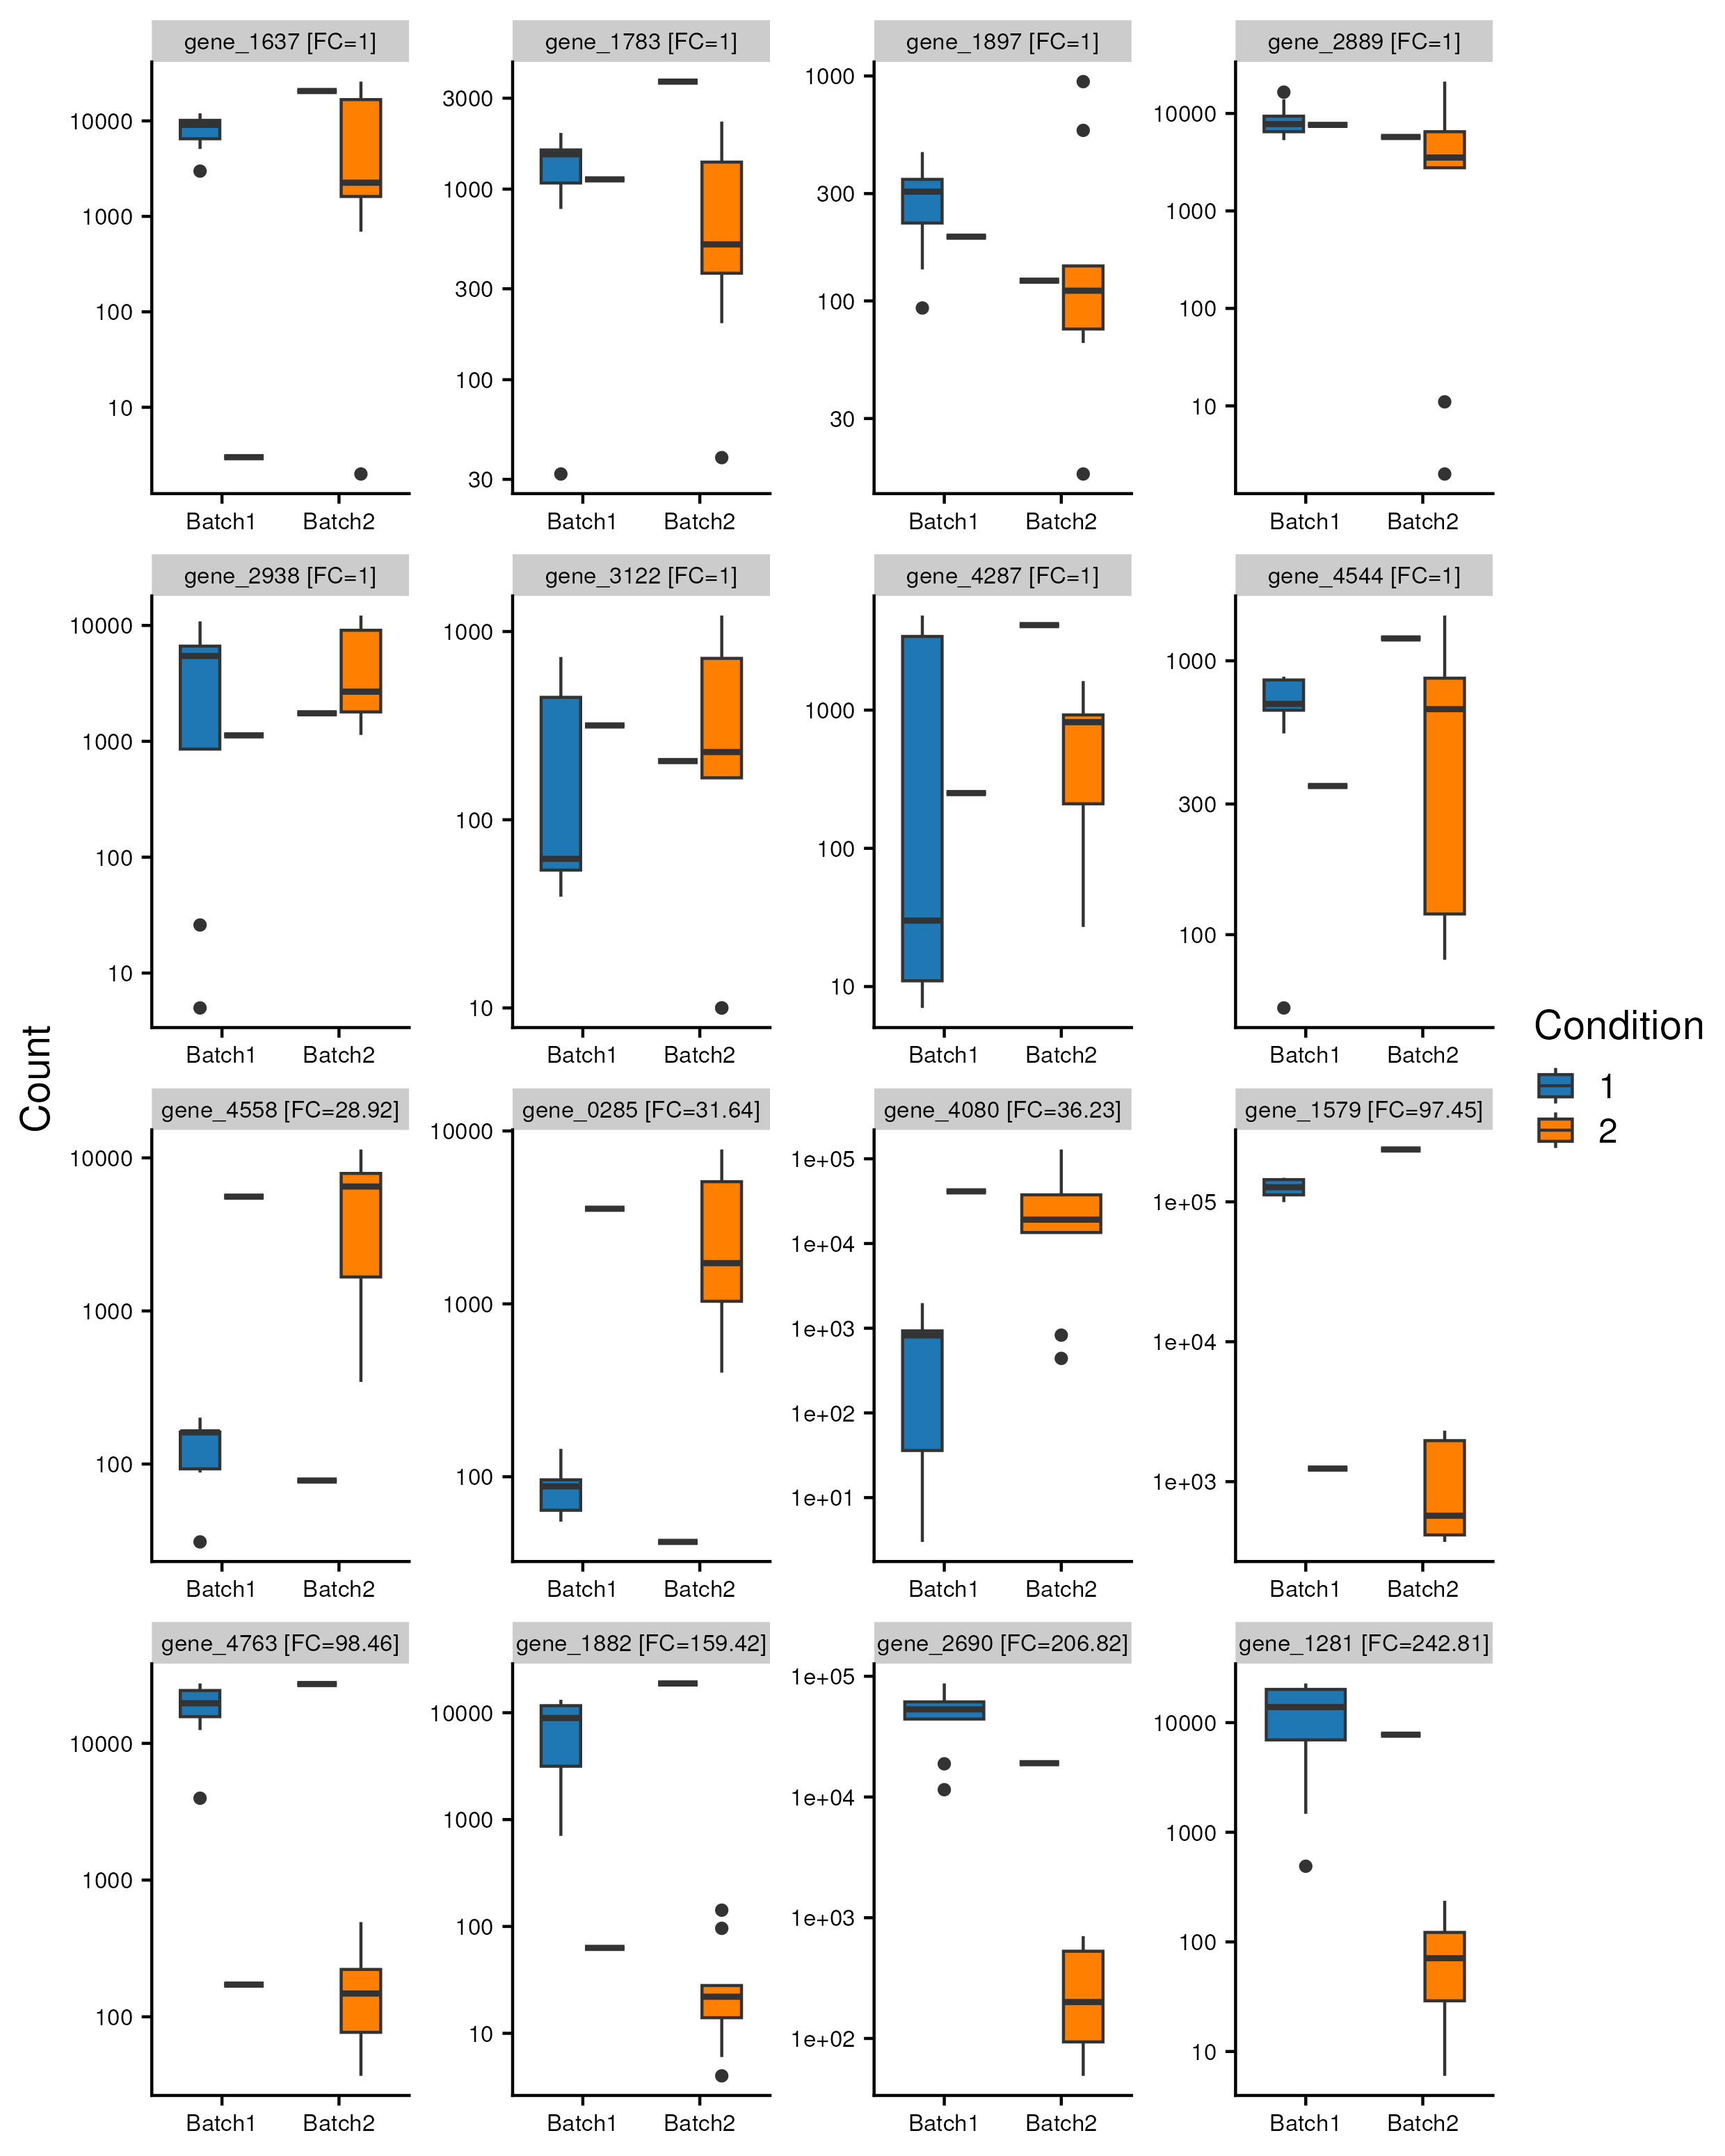 gene_1637 [FC=1]
gene_1783 [FC=1]
gene_1897 [FC=1]
gene_2889 [FC=1]
10000
1000
100
10
3000
1000
300
100
30
1000
300
100
30
10000
1000
100
10
Batch1 Batch2
Batch1 Batch2
Batch1 Batch2
Batch1 Batch2
gene_2938 [FC=1]
gene_3122 [FC=1]
gene_4287 [FC=1]
gene_4544 [FC=1]
10000
1000
100
10
1000
100
10
1000
100
10
1000
300
100
Batch1 Batch2
Batch1 Batch2
Batch1 Batch2
Batch1 Batch2
gene_4558 [FC=28.92]
gene_0285 [FC=31.64]
gene_4080 [FC=36.23]
gene_1579 [FC=97.45]
10000
1000
100
10000
1000
100
1e+05
1e+04
1e+03
1e+02
1e+01
1e+05
1e+04
1e+03
Batch1 Batch2
Batch1 Batch2
Batch1 Batch2
Batch1 Batch2
gene_4763 [FC=98.46]
gene_1882 [FC=159.42]
gene_2690 [FC=206.82]
gene_1281 [FC=242.81]
10000
1000
100
10000
1000
100
10
1e+05
1e+04
1e+03
1e+02
10000
1000
100
10
Batch1 Batch2
Batch1 Batch2
Batch1 Batch2
Batch1 Batch2
Count
Condition
1
2